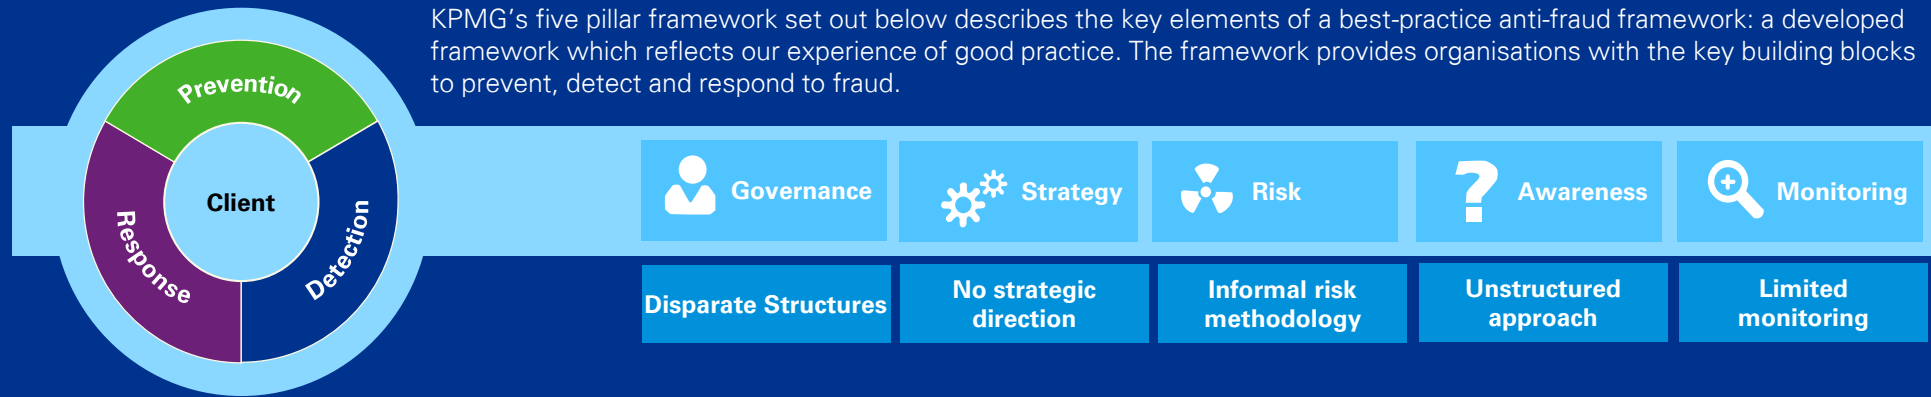 KPMG's five pillar framework set out below describes the key elements of a best-practice anti-fraud framework: a developed
framework which reflects our experience of good practice. The framework provides organisations with the key building blocks
to prevent, detect and respond to fraud.
Prevention
Response
Detection
Client
Governance
Strategy
Risk
Awareness
Monitoring
Disparate Structures
No strategic
direction
Informal risk
methodology
Unstructured
approach
Limited
monitoring